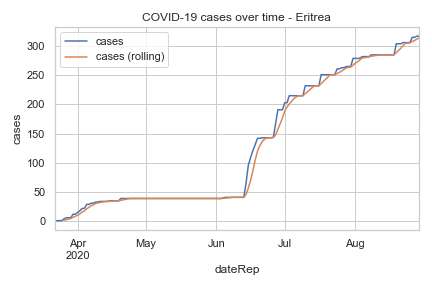 COVID-19 cases over time - Eritrea
cases
cases (rolling)
300
250
200
150
100
50
0
cases
Apr
2020
May
Jun
Jul
Aug
dateRep